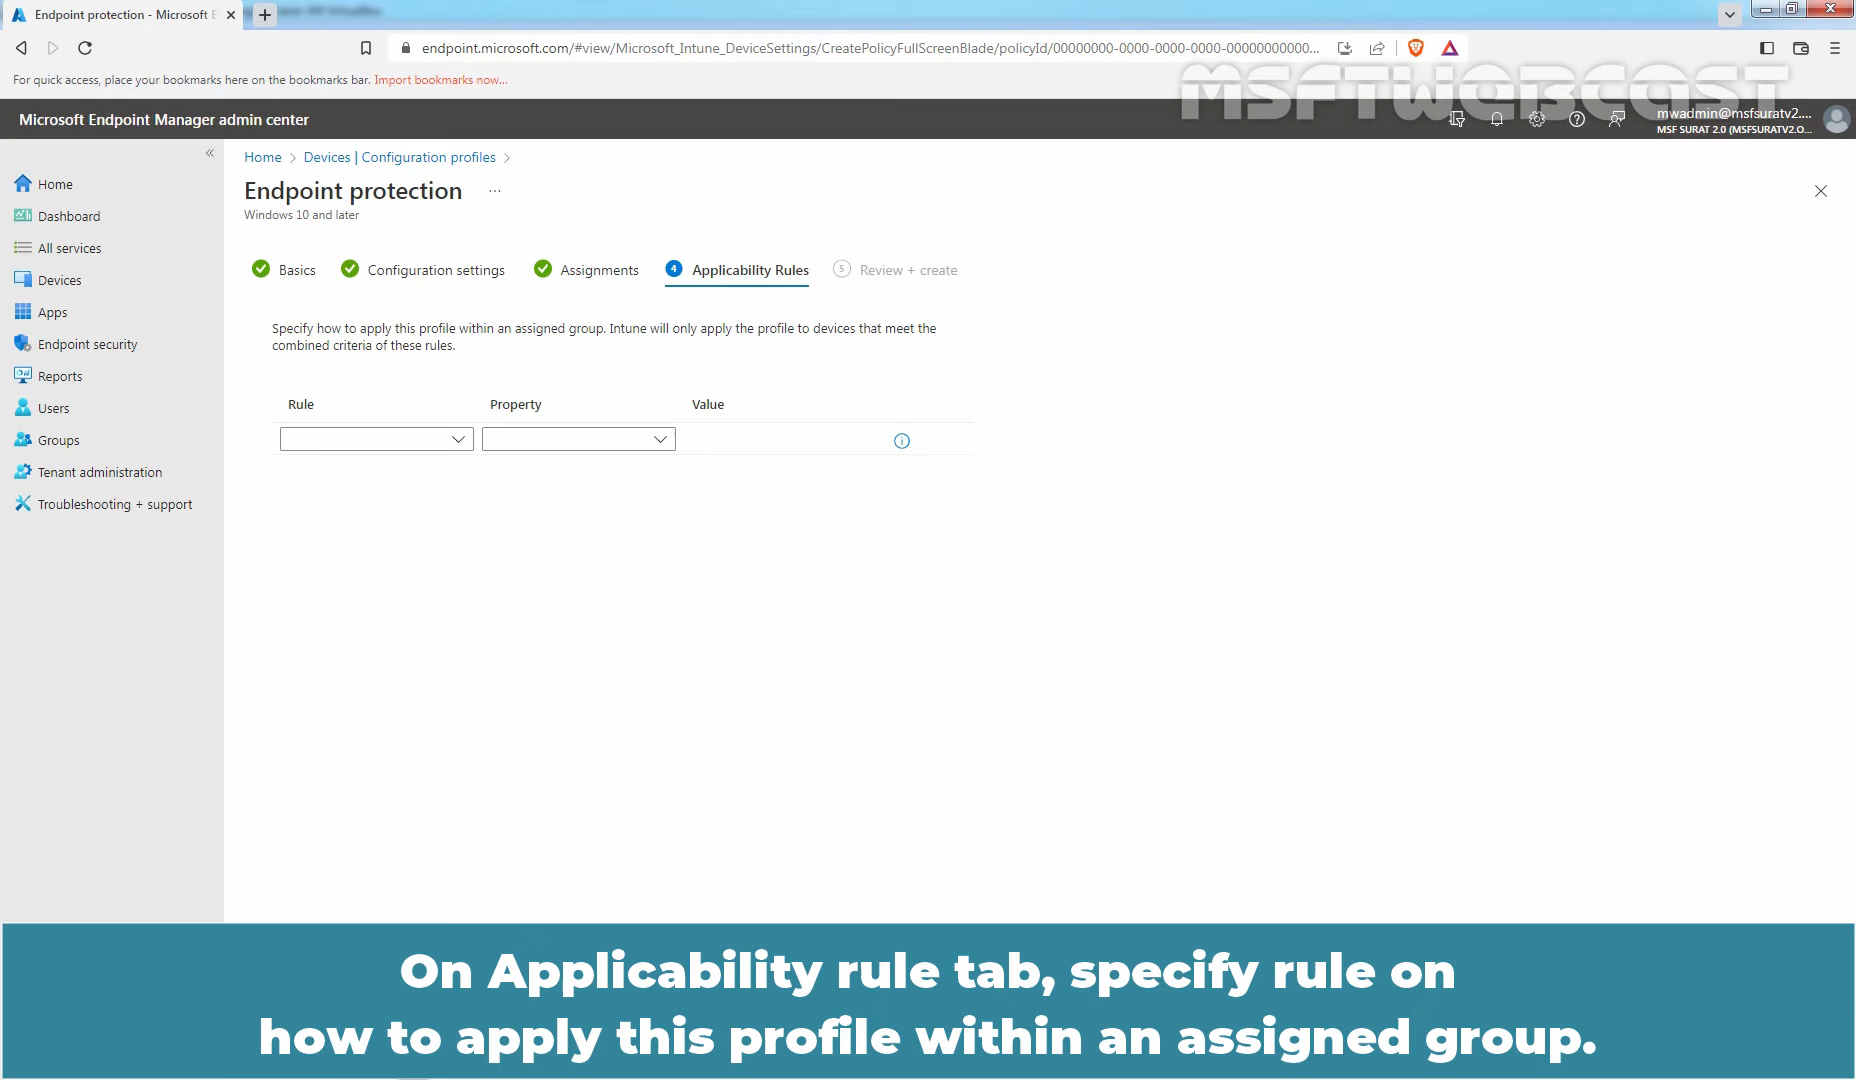 Endpoint protection - Microsoft E
endpoint.microsoft.com/#view/Microsoft_Intune_DeviceSettings/CreatePolicyFullScreenBlade/policyId/00000000-0000-0000-0000-00000000000...
For quick access, place your bookmarks here on the bookmarks bar. Import bookmarks now...
MSFTWEBCAST
Microsoft Endpoint Manager admin center
mwadmin@msfsuratv2....
MSF SURAT 2.0 (MSFSURATV2.O...
Home
Dashboard
All services
Devices
Apps
Endpoint security
Reports
Users
Groups
Tenant administration
Troubleshooting + support
Home > Devices | Configuration profiles >
Endpoint protection ...
Windows 10 and later
Basics Configuration settings Assignments 4 Applicability Rules 5 Review + create
Specify how to apply this profile within an assigned group. Intune will only apply the profile to devices that meet the
combined criteria of these rules.
Rule Property Value
On Applicability rule tab, specify rule on
how to apply this profile within an assigned group.